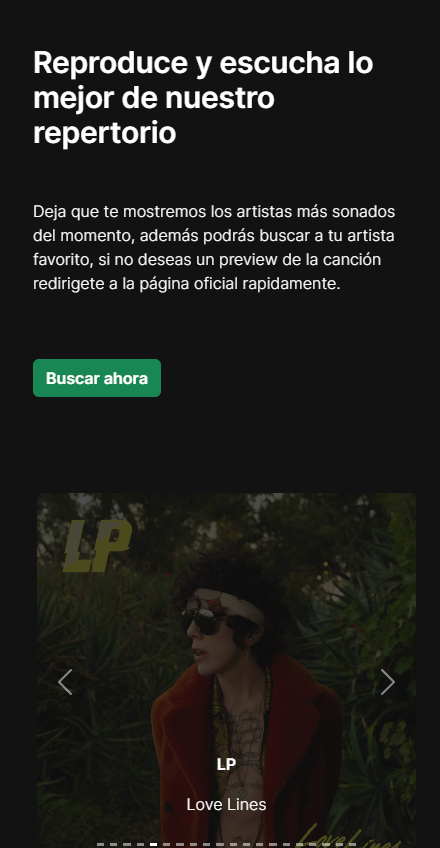 Reproduce y escucha lo
mejor de nuestro
repertorio
Deja que te mostremos los artistas más sonados
del momento, además podrás buscar a tu artista
favorito, si no deseas un preview de la canción
redirigete a la página oficial rapidamente.
Buscar ahora
LP
LP
Love Lines
Love Lines